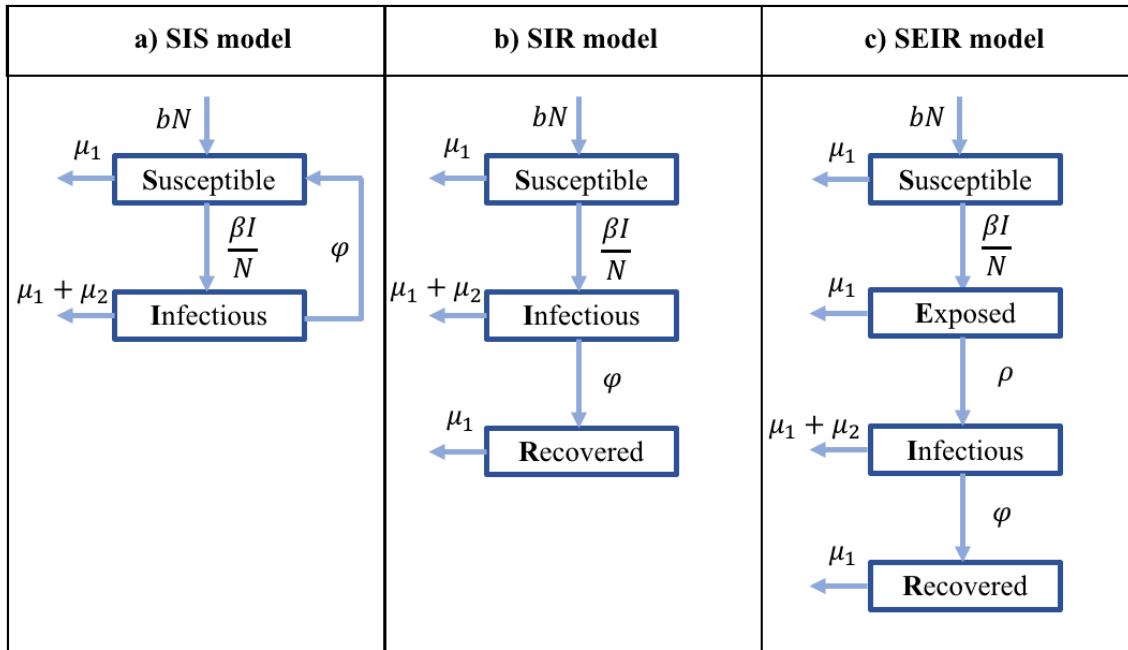 a) SIS model
bN
μ₁
Susceptible
βI
N
φ
μ₁ + μ₂
Infectious
b) SIR model
bN
μ₁
Susceptible
βI
N
μ₁ + μ₂
Infectious
φ
μ₁
Recovered
c) SEIR model
bN
μ₁
Susceptible
βI
N
μ₁
Exposed
ρ
μ₁ + μ₂
Infectious
φ
μ₁
Recovered